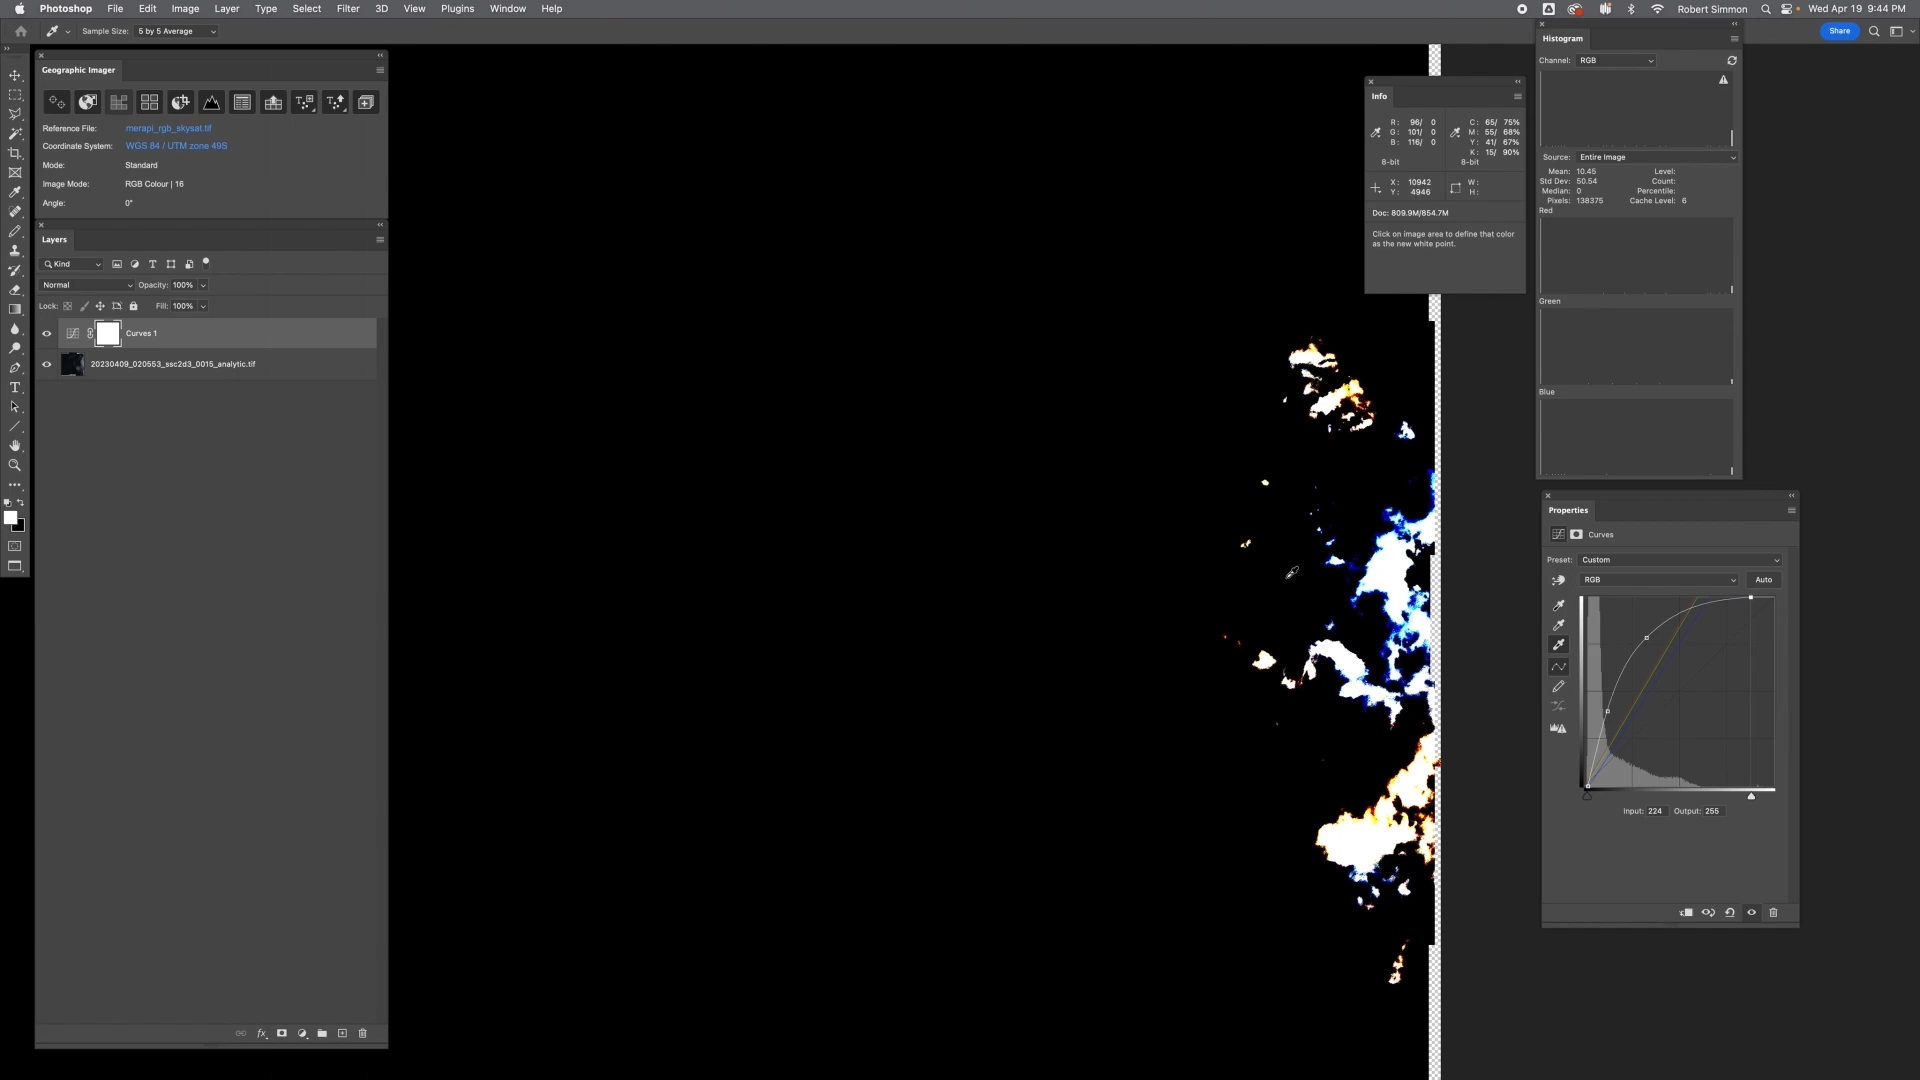 Photoshop File Edit Image Layer Type Select Filter 3D View Plugins Window Help
Robert Simmon Wed Apr 19 9:44 PM
Sample Size: 5 by 5 Average
Share
Geographic Imager
Reference File: merapi_rgb_skysat.tif
Coordinate System: WGS 84 / UTM zone 49S
Mode: Standard
Image Mode: RGB Colour | 16
Angle: 0°
Layers
Kind
Normal Opacity: 100%
Lock: Fill: 100%
Curves 1
20230409_020553_ssc2d3_0015_analytic.tif
fx
Info
R: 96/ 0 C: 65/ 75%
G: 101/ 0 M: 55/ 68%
B: 116/ 0 Y: 41/ 67%
K: 15/ 90%
8-bit 8-bit
X: 10942 W:
Y: 4946 H:
Doc: 809.9M/854.7M
Click on image area to define that color
as the new white point.
Histogram
Channel: RGB
Source: Entire Image
Mean: 10.45 Level:
Std Dev: 50.54 Count:
Median: 0 Percentile:
Pixels: 138375 Cache Level: 6
Red
Green
Blue
Properties
Curves
Preset: Custom
RGB Auto
Input: 224 Output: 255